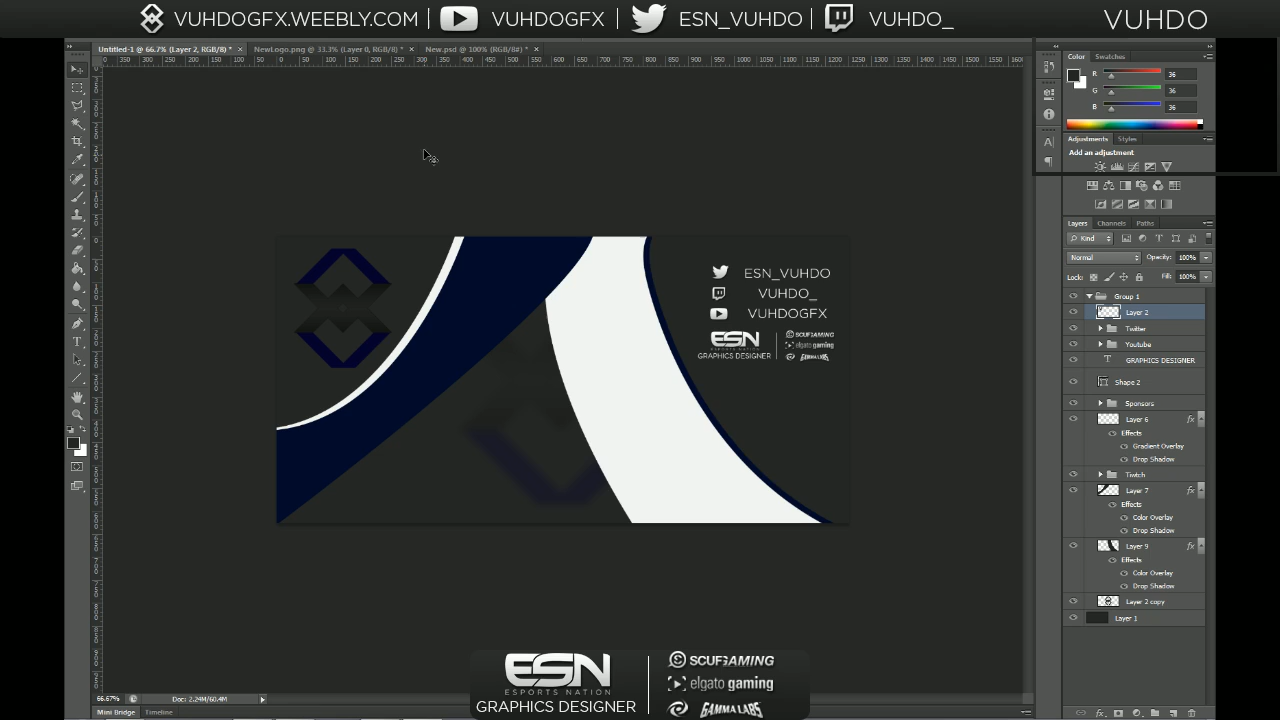 VUHDOGFX.WEEBLY.COM | VUHDOGFX | ESN_VUHDO | VUHDO_ VUHDO
Untitled-1 @ 66.7% (Layer 2, RGB/8) * × NewLogo.png @ 33.3% (Layer 0, RGB/8) * × New.psd @ 100% (RGB/8#) * ×
Color Swatches
R 36
G 36
B 36
Adjustments Styles
Add an adjustment
Layers Channels Paths
Kind
Normal Opacity: 100%
Lock: Fill: 100%
Group 1
Layer 2
Twitter
Youtube
T GRAPHICS DESIGNER
Shape 2
Sponsors
Layer 6 fx
Effects
Gradient Overlay
Drop Shadow
Tiwtch
Layer 7 fx
Effects
Color Overlay
Drop Shadow
Layer 9 fx
Effects
Color Overlay
Drop Shadow
Layer 2 copy
Layer 1
ESN_VUHDO
VUHDO_
VUHDOGFX
ESN
GRAPHICS DESIGNER
SCUFGAMING
elgato gaming
GAMMA LABS
ESN
ESPORTS NATION
GRAPHICS DESIGNER
SCUFGAMING
elgato gaming
GAMMA LABS
66.67% Doc: 2.24M/60.4M
Mini Bridge Timeline